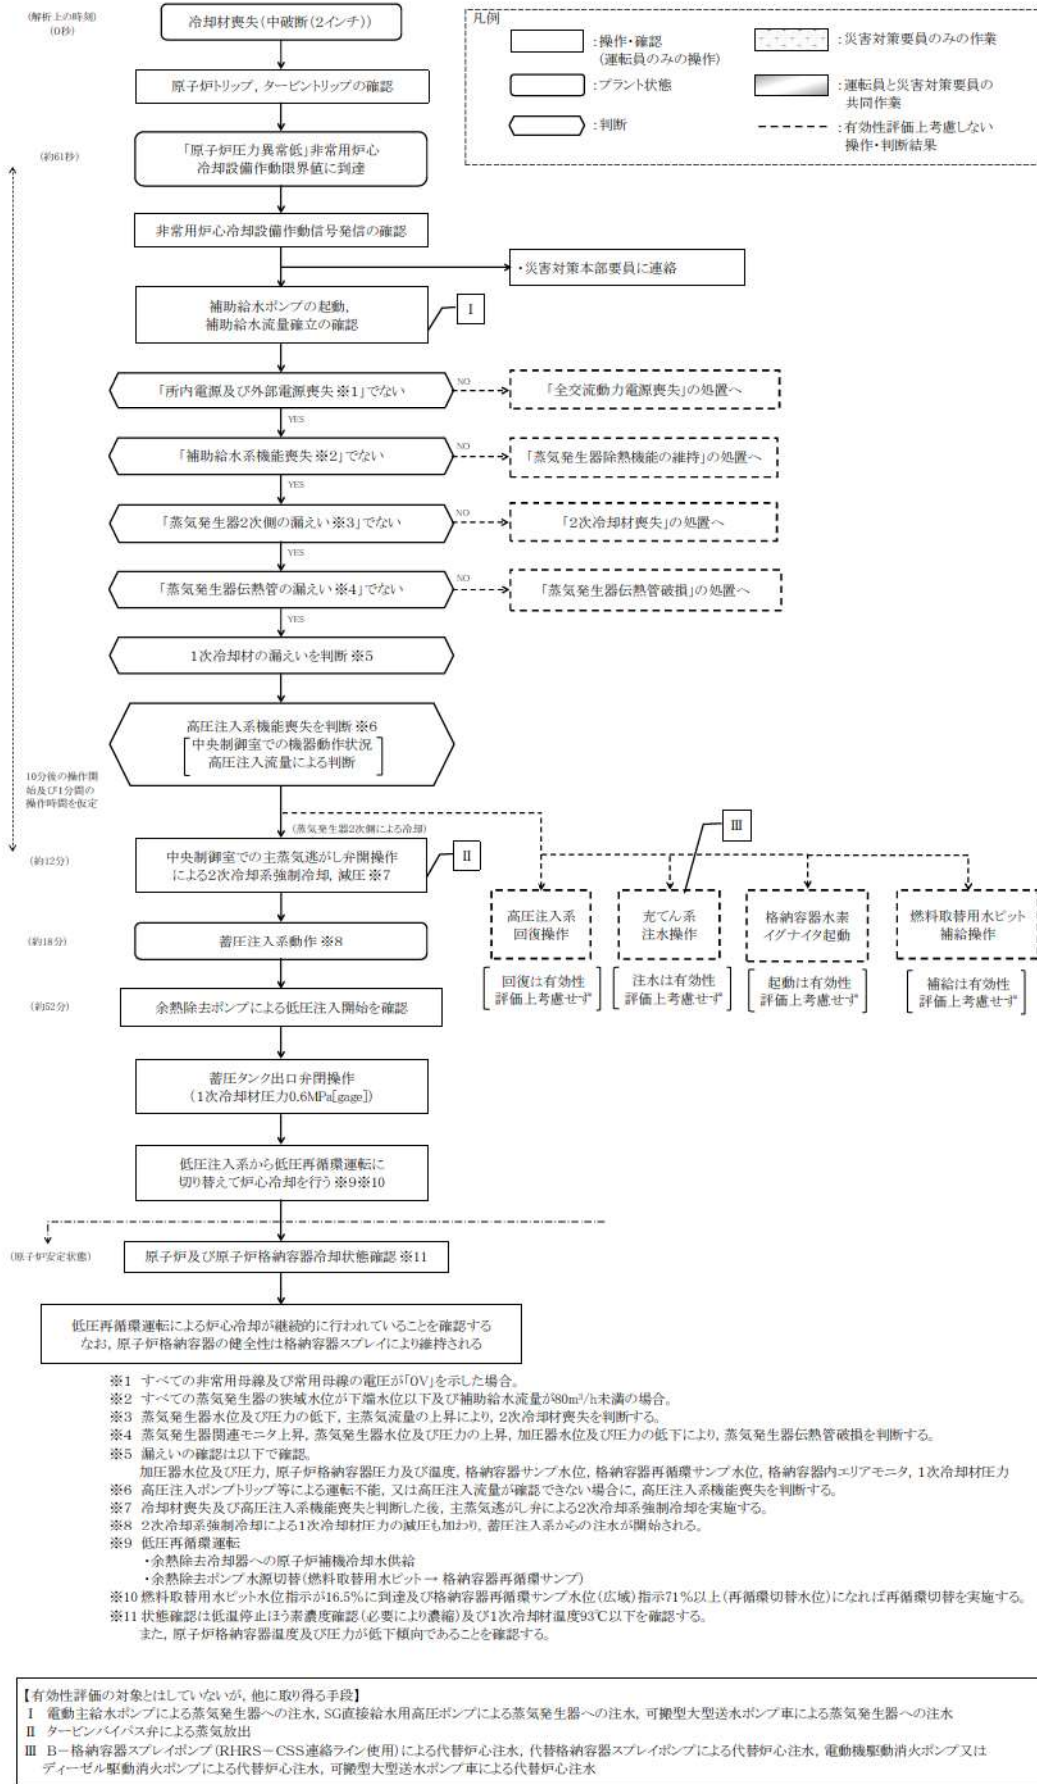 (解析上の時刻)
(0秒)
冷却材喪失(中破断(2インチ))
凡例
:操作・確認
(運転員のみの操作)
:災害対策要員のみの作業
:プラント状態
:運転員と災害対策要員の
共同作業
:判断
:有効性評価上考慮しない
操作・判断結果
原子炉トリップ，タービントリップの確認
(約61秒)
「原子炉圧力異常低」非常用炉心
冷却設備作動限界値に到達
非常用炉心冷却設備作動信号発信の確認
・災害対策本部要員に連絡
補助給水ポンプの起動，
補助給水流量確立の確認
Ⅰ
「所内電源及び外部電源喪失※1」でない
NO
「全交流動力電源喪失」の処置へ
YES
「補助給水系機能喪失※2」でない
NO
「蒸気発生器除熱機能の維持」の処置へ
YES
「蒸気発生器2次側の漏えい※3」でない
NO
「2次冷却材喪失」の処置へ
YES
「蒸気発生器伝熱管の漏えい※4」でない
NO
「蒸気発生器伝熱管破損」の処置へ
YES
1次冷却材の漏えいを判断※5
高圧注入系機能喪失を判断※6
中央制御室での機器動作状況
高圧注入流量による判断
10分後の操作開
始及び1分間の
操作時間を仮定
(蒸気発生器2次側による冷却)
Ⅲ
(約12分)
中央制御室での主蒸気逃がし弁開操作
による2次冷却系強制冷却，減圧※7
Ⅱ
高圧注入系
回復操作
充てん系
注水操作
格納容器水素
イグナイタ起動
燃料取替用水ピット
補給操作
回復は有効性
評価上考慮せず
注水は有効性
評価上考慮せず
起動は有効性
評価上考慮せず
補給は有効性
評価上考慮せず
(約18分)
蓄圧注入系動作※8
(約52分)
余熱除去ポンプによる低圧注入開始を確認
蓄圧タンク出口弁閉操作
(1次冷却材圧力0.6MPa[gage])
低圧注入系から低圧再循環運転に
切り替えて炉心冷却を行う※9※10
(原子炉安定状態)
原子炉及び原子炉格納容器冷却状態確認※11
低圧再循環運転による炉心冷却が継続的に行われていることを確認する
なお，原子炉格納容器の健全性は格納容器スプレイにより維持される
※1 すべての非常用母線及び常用母線の電圧が「0V」を示した場合。
※2 すべての蒸気発生器の狭域水位が下端水位以下及び補助給水流量が80m³/h未満の場合。
※3 蒸気発生器水位及び圧力の低下，主蒸気流量の上昇により，2次冷却材喪失を判断する。
※4 蒸気発生器関連モニタ上昇，蒸気発生器水位及び圧力の上昇，加圧器水位及び圧力の低下により，蒸気発生器伝熱管破損を判断する。
※5 漏えいの確認は以下で確認。
加圧器水位及び圧力，原子炉格納容器圧力及び温度，格納容器サンプ水位，格納容器再循環サンプ水位，格納容器内エリアモニタ，1次冷却材圧力
※6 高圧注入ポンプトリップ等による運転不能，又は高圧注入流量が確認できない場合に，高圧注入系機能喪失を判断する。
※7 冷却材喪失及び高圧注入系機能喪失と判断した後，主蒸気逃がし弁による2次冷却系強制冷却を実施する。
※8 2次冷却系強制冷却による1次冷却材圧力の減圧も加わり，蓄圧注入系からの注水が開始される。
※9 低圧再循環運転
・余熱除去冷却器への原子炉補機冷却水供給
・余熱除去ポンプ水源切替(燃料取替用水ピット→ 格納容器再循環サンプ)
※10 燃料取替用水ピット水位指示が16.5%に到達及び格納容器再循環サンプ水位(広域)指示71%以上(再循環切替水位)になれば再循環切替を実施する。
※11 状態確認は低温停止ほう素濃度確認(必要により濃縮)及び1次冷却材温度93℃以下を確認する。
また，原子炉格納容器温度及び圧力が低下傾向であることを確認する。
【有効性評価の対象とはしていないが，他に取り得る手段】
Ⅰ 電動主給水ポンプによる蒸気発生器への注水，SG直接給水用高圧ポンプによる蒸気発生器への注水，可搬型大型送水ポンプ車による蒸気発生器への注水
Ⅱ タービンバイパス弁による蒸気放出
Ⅲ B－格納容器スプレイポンプ(RHRS－CSS連絡ライン使用)による代替炉心注水，代替格納容器スプレイポンプによる代替炉心注水，電動機駆動消火ポンプ又は
ディーゼル駆動消火ポンプによる代替炉心注水，可搬型大型送水ポンプ車による代替炉心注水